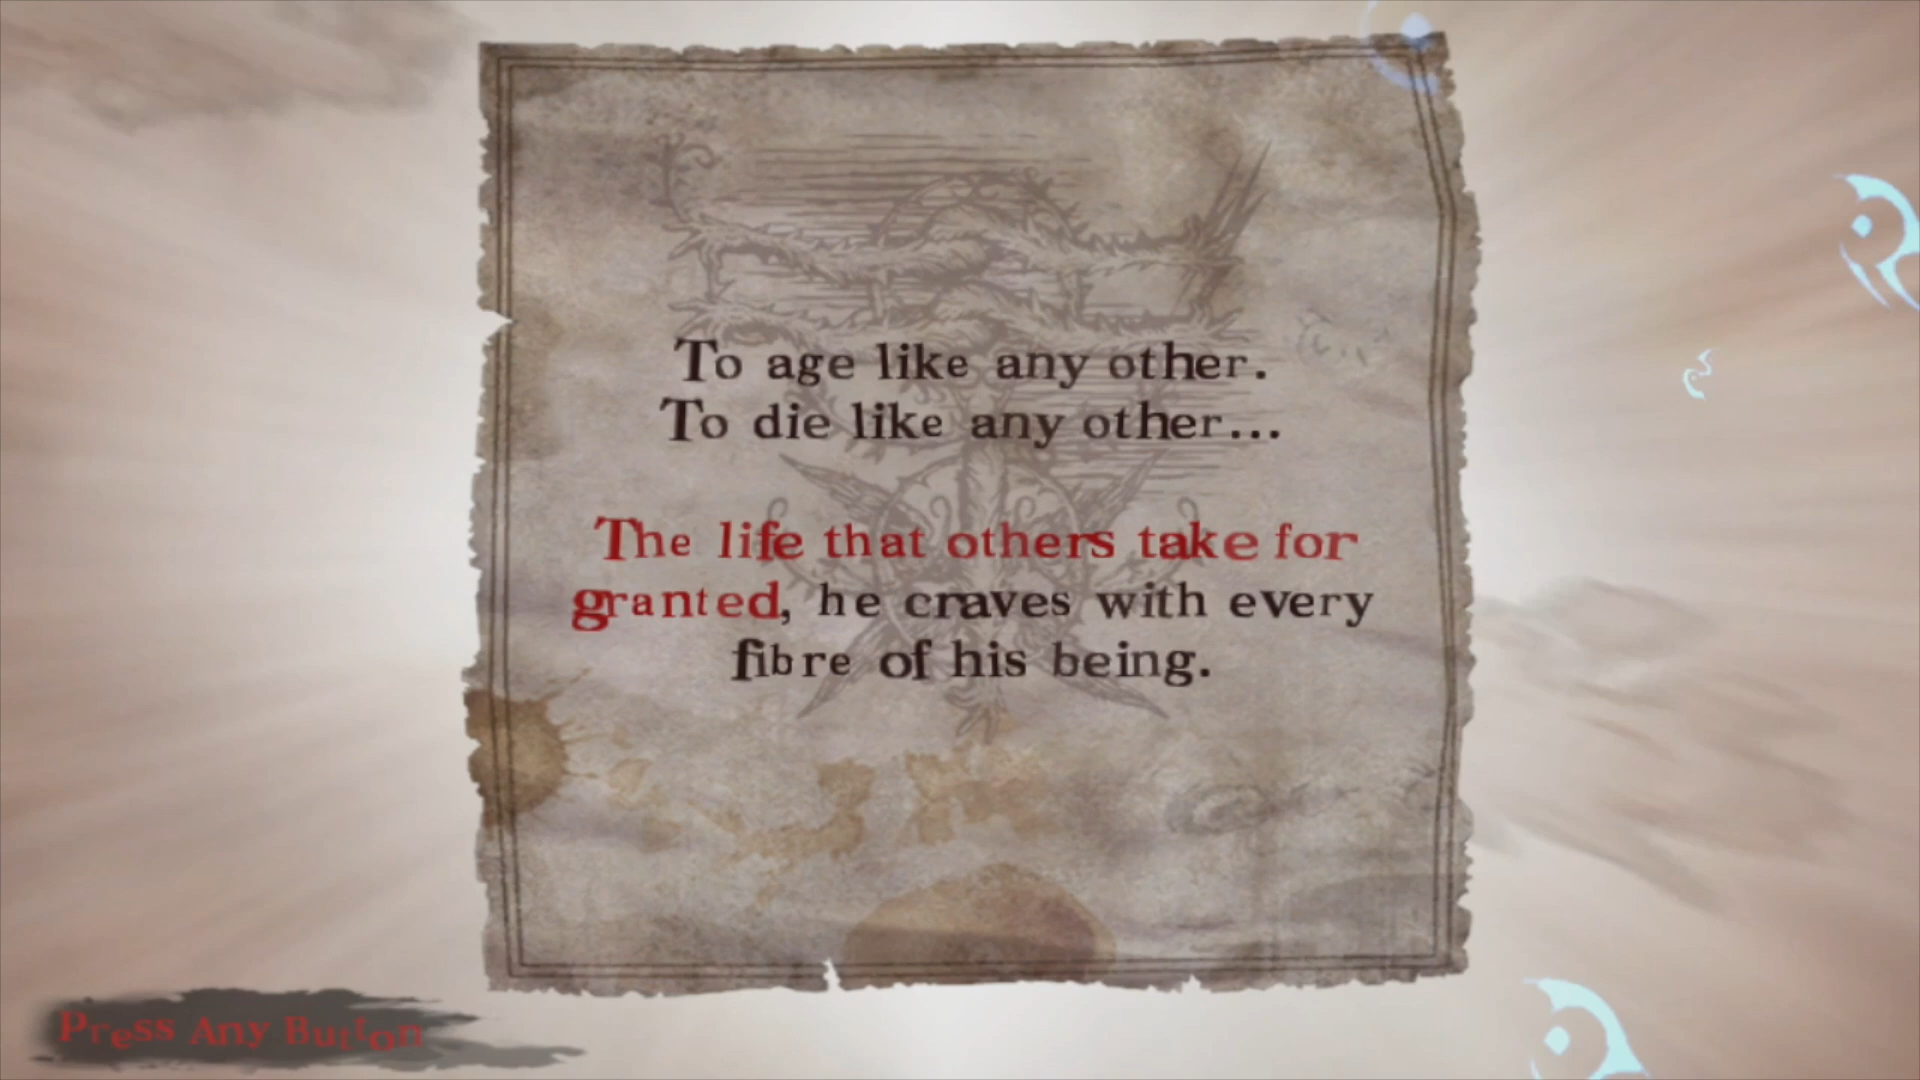 To age like any other.
To die like any other...
The life that others take for
granted, he craves with every
fibre of his being.
Press Any Button